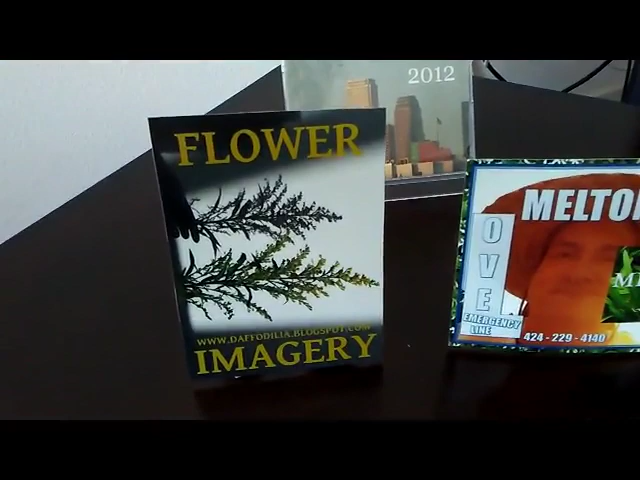 2012
FLOWER
WWW.DAFFODILIA.BLOGSPOT.COM
IMAGERY
MELTO
OVE
EMERGENCY
LINE
424 - 229 - 4140